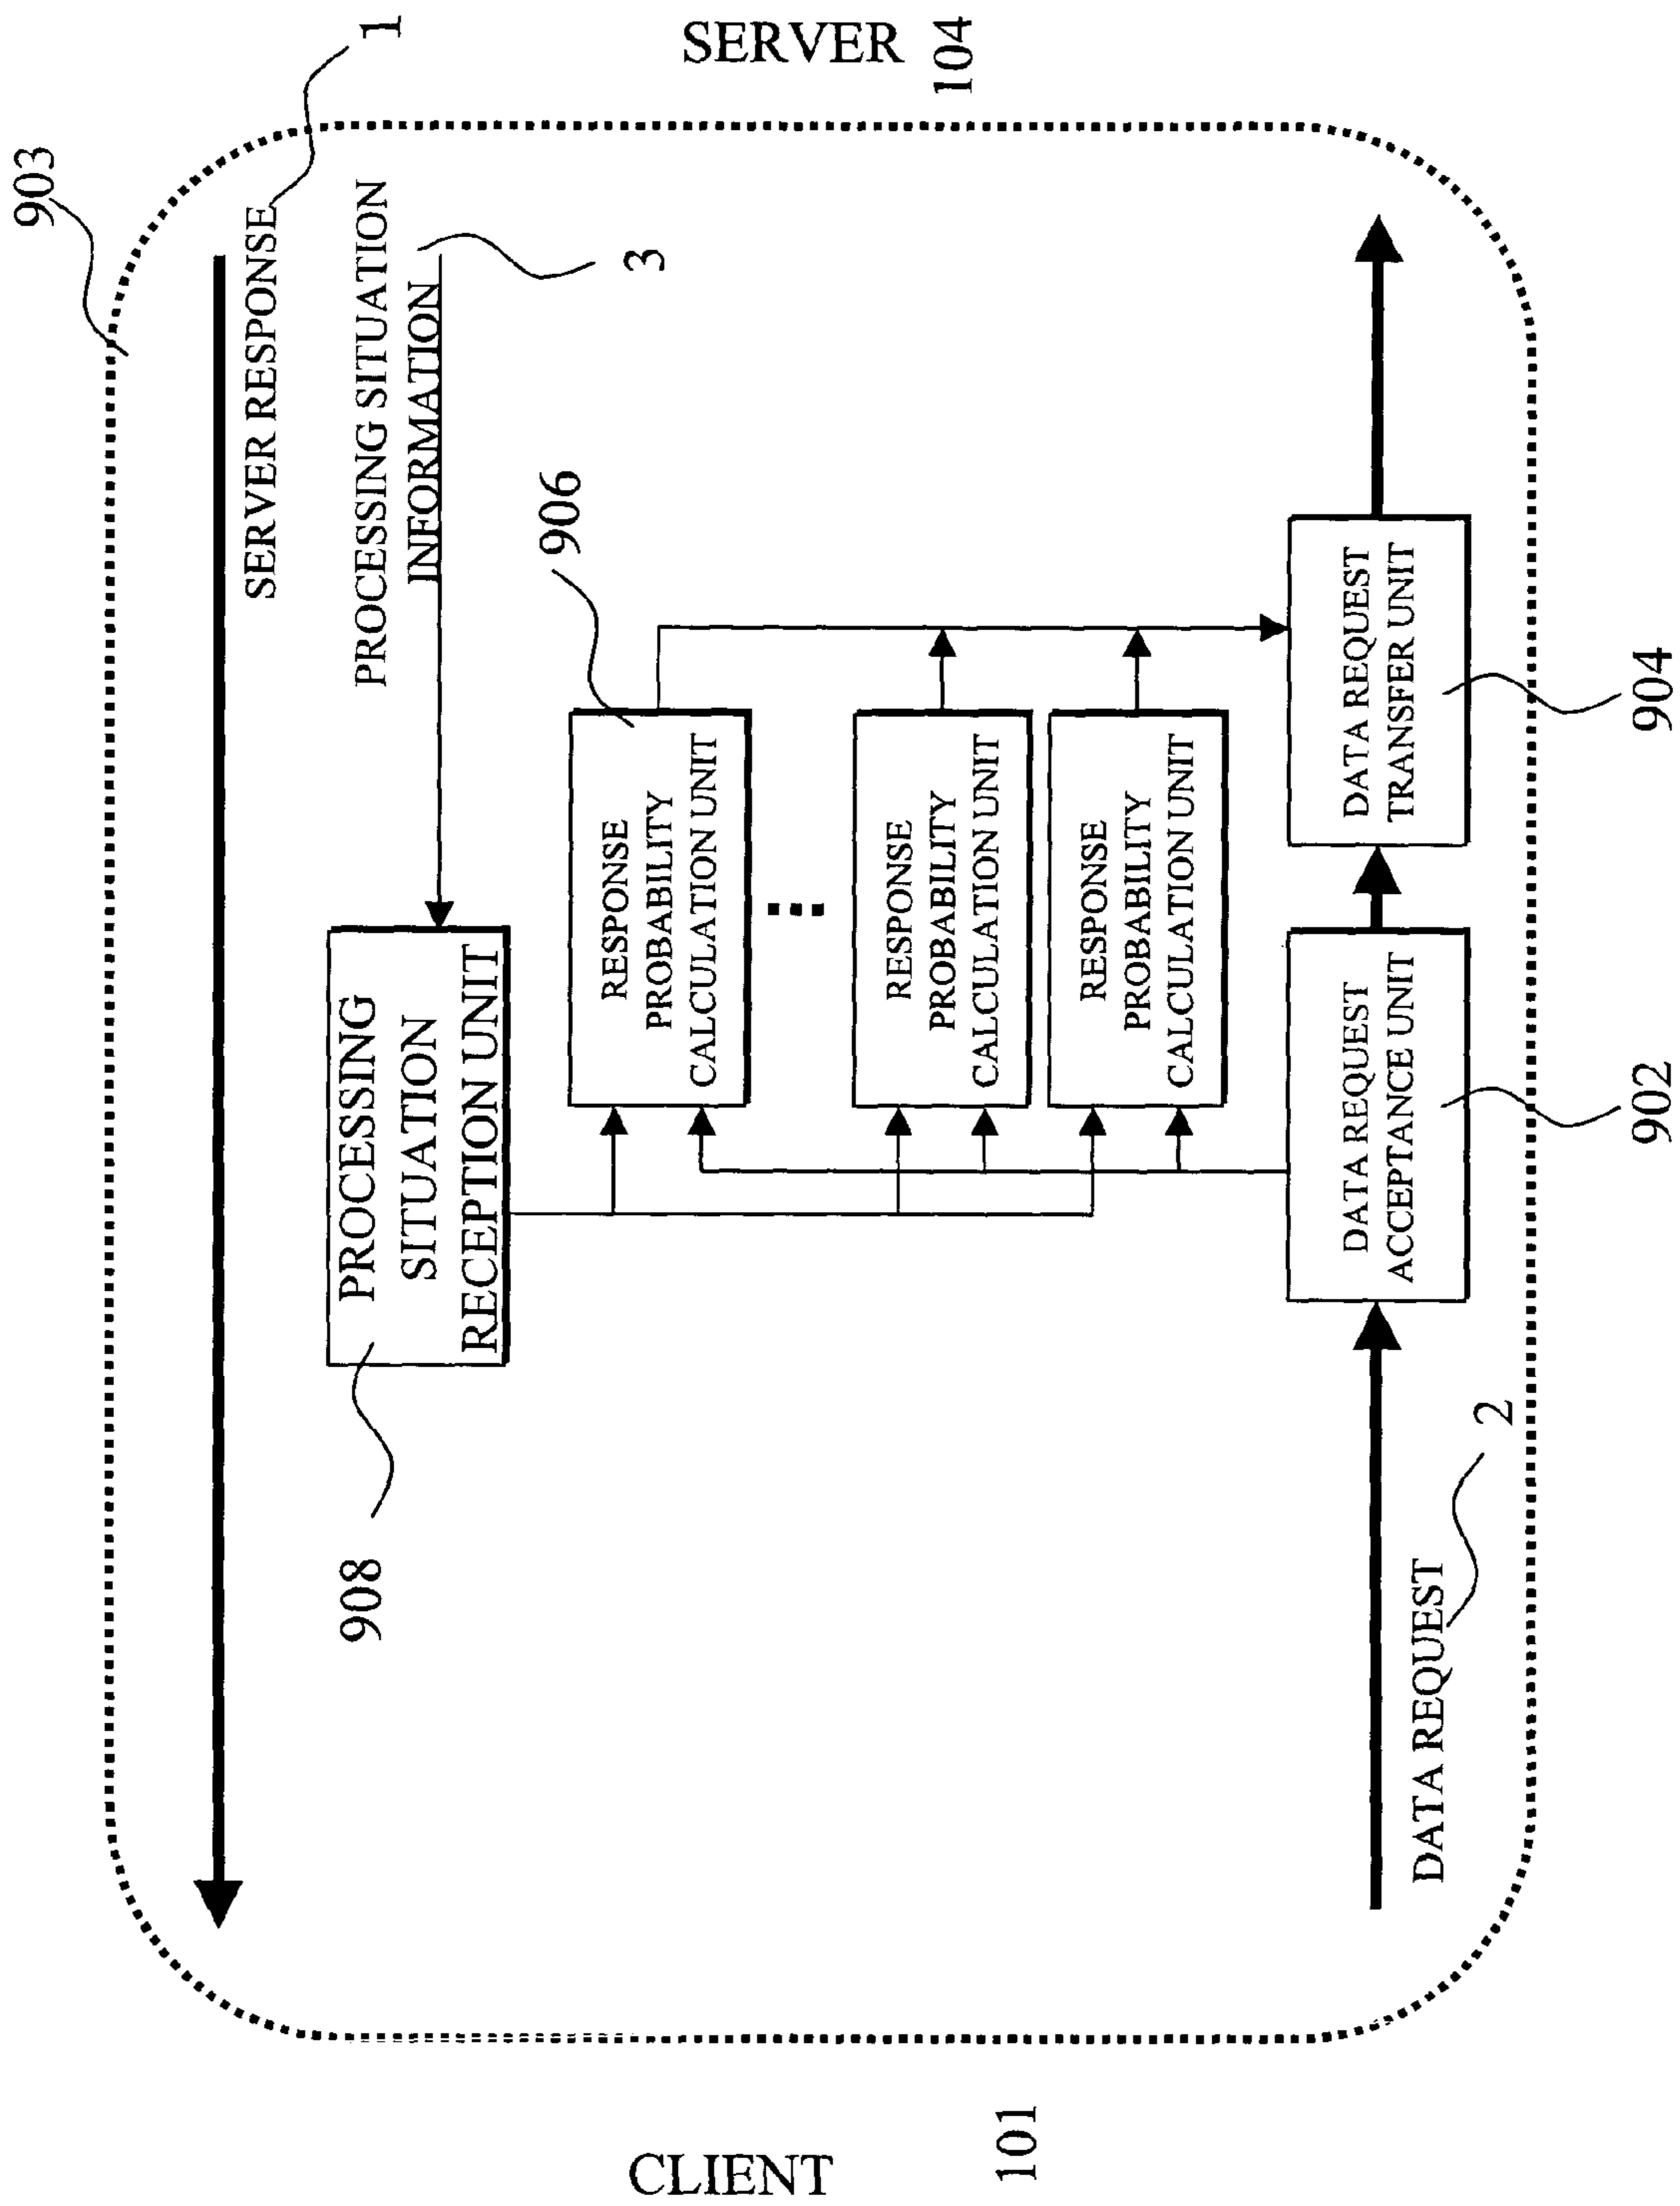 903
SERVER RESPONSE
1
PROCESSING SITUATION
INFORMATION
3
CLIENT
101
SERVER
104
908
PROCESSING
SITUATION
RECEPTION UNIT
906
RESPONSE
PROBABILITY
CALCULATION UNIT
RESPONSE
PROBABILITY
CALCULATION UNIT
RESPONSE
PROBABILITY
CALCULATION UNIT
DATA REQUEST
2
DATA REQUEST
ACCEPTANCE UNIT
902
DATA REQUEST
TRANSFER UNIT
904